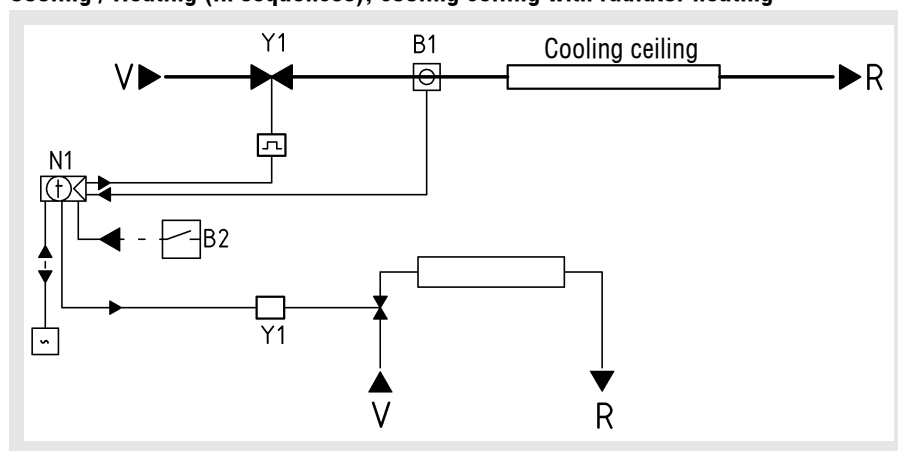 Cooling / Heating (in sequences), cooling ceiling with radiator heating
Y1
B1
Cooling ceiling
V
R
N1
B2
Y1
V
R